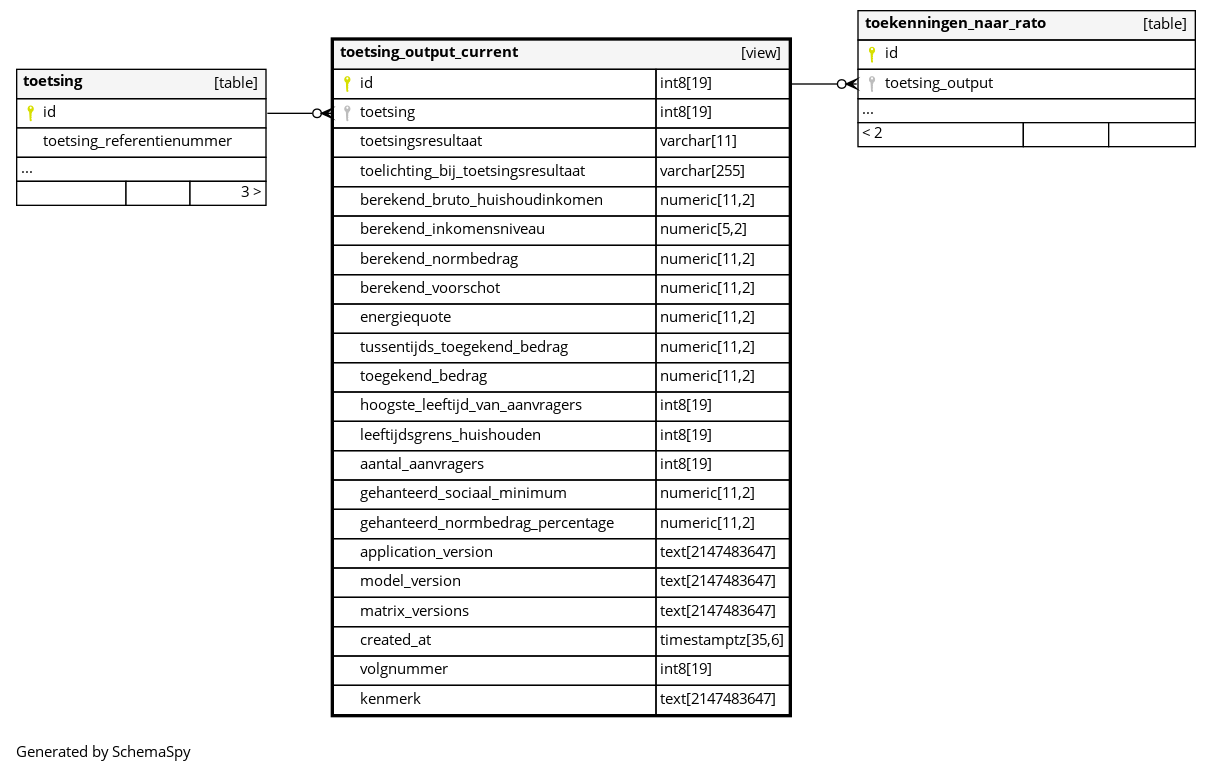 toetsing [table]
id
toetsing_referentienummer
...
3 >
toetsing_output_current [view]
id int8[19]
toetsing int8[19]
toetsingsresultaat varchar[11]
toelichting_bij_toetsingsresultaat varchar[255]
berekend_bruto_huishoudinkomen numeric[11,2]
berekend_inkomensniveau numeric[5,2]
berekend_normbedrag numeric[11,2]
berekend_voorschot numeric[11,2]
energiequote numeric[11,2]
tussentijds_toegekend_bedrag numeric[11,2]
toegekend_bedrag numeric[11,2]
hoogste_leeftijd_van_aanvragers int8[19]
leeftijdsgrens_huishouden int8[19]
aantal_aanvragers int8[19]
gehanteerd_sociaal_minimum numeric[11,2]
gehanteerd_normbedrag_percentage numeric[11,2]
application_version text[2147483647]
model_version text[2147483647]
matrix_versions text[2147483647]
created_at timestamptz[35,6]
volgnummer int8[19]
kenmerk text[2147483647]
toekenningen_naar_rato [table]
id
toetsing_output
...
< 2
Generated by SchemaSpy